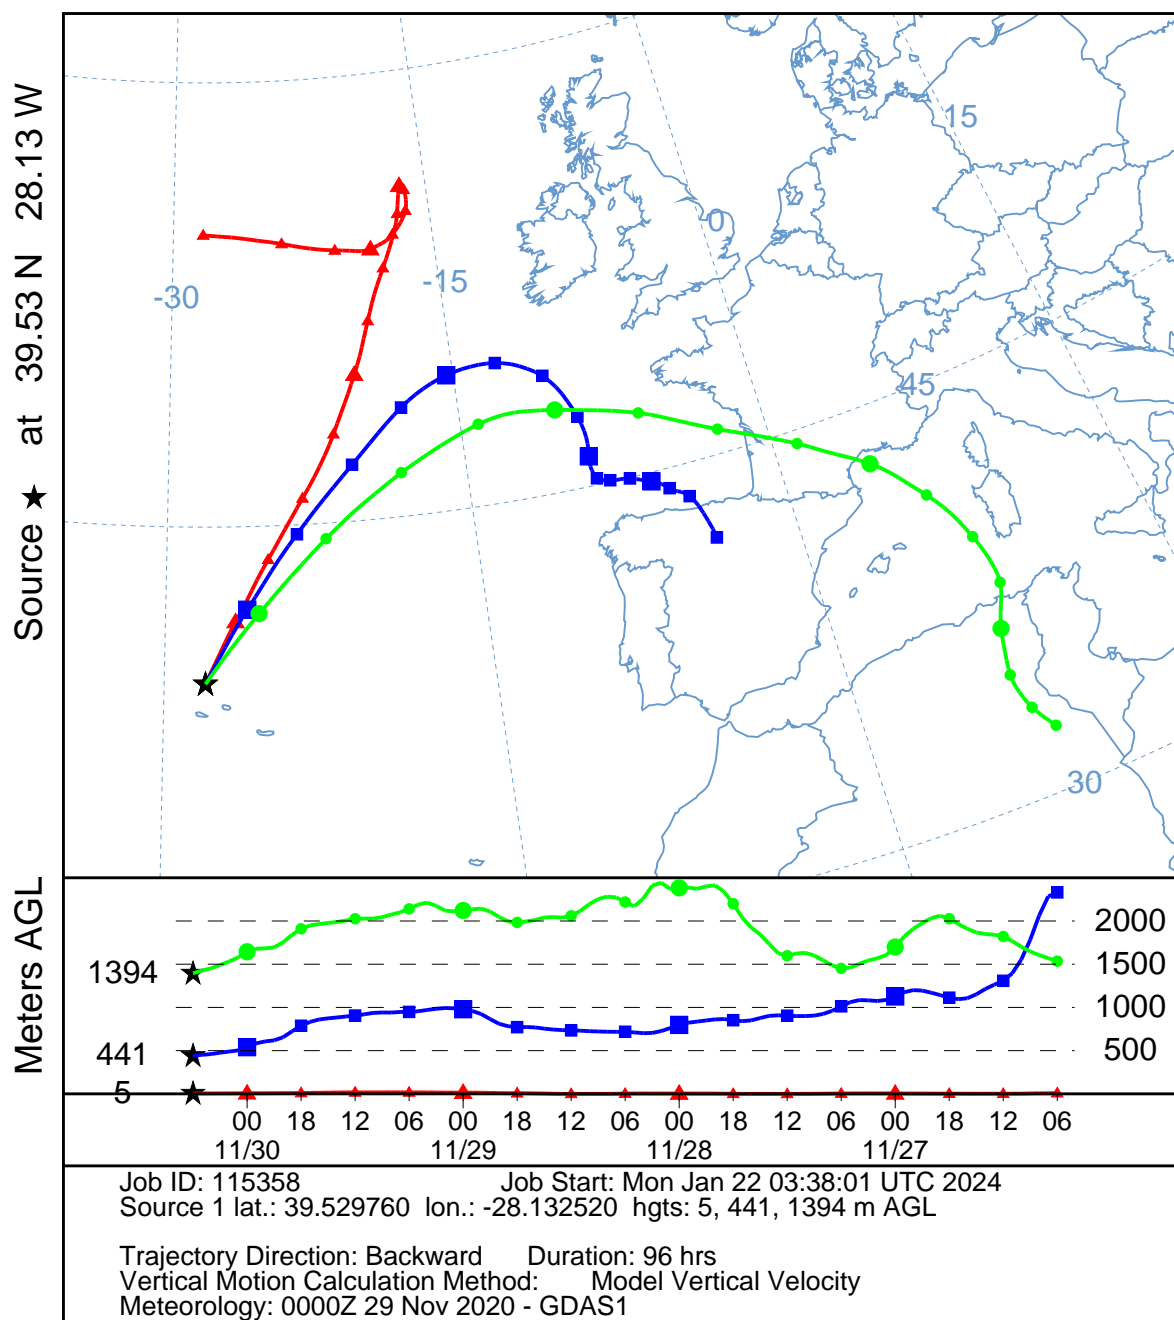 Source ★ at 39.53 N 28.13 W
15
-0
-15
-30
45
30
Meters AGL
2000
1394
1500
1000
441
500
5
00 18 12 06 00 18 12 06 00 18 12 06 00 18 12 06
11/30 11/29 11/28 11/27
Job ID: 115358 Job Start: Mon Jan 22 03:38:01 UTC 2024
Source 1 lat.: 39.529760 lon.: -28.132520 hgts: 5, 441, 1394 m AGL
Trajectory Direction: Backward Duration: 96 hrs
Vertical Motion Calculation Method: Model Vertical Velocity
Meteorology: 0000Z 29 Nov 2020 - GDAS1